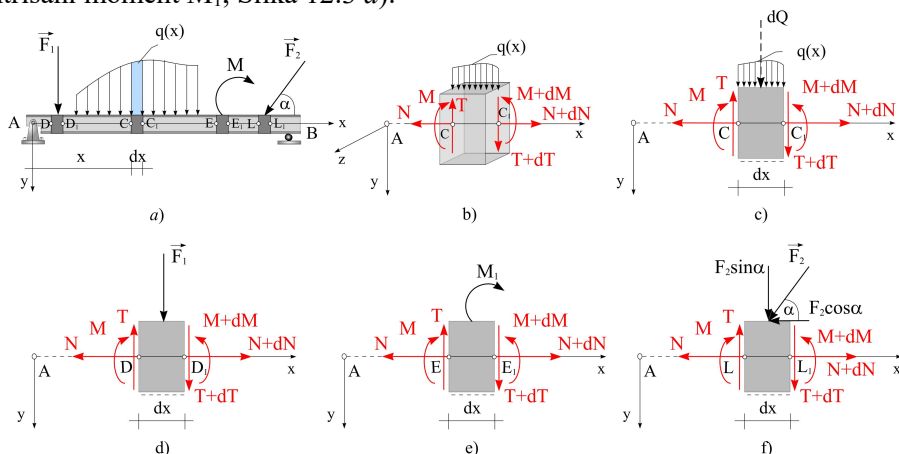 trisani moment M₁, Slika 12.3 a).
F₁ q(x) M F₂ α
A D D₁ C C₁ E E₁ L L₁ B x
x dx
z
y
a)
q(x)
M T M+dM
N N+dN
A C C₁ x
T+dT
z
y
b)
dQ
q(x)
M T M+dM
N N+dN
A C C₁ x
T+dT
dx
y
c)
F₁
T M+dM
M
N N+dN
A D D₁ x
T+dT
dx
y
d)
M₁
T M+dM
M
N N+dN
A E E₁ x
T+dT
dx
y
e)
F₂sinα F₂
α F₂cosα
T M+dM
M
N N+dN
A L L₁ x
T+dT
dx
y
f)